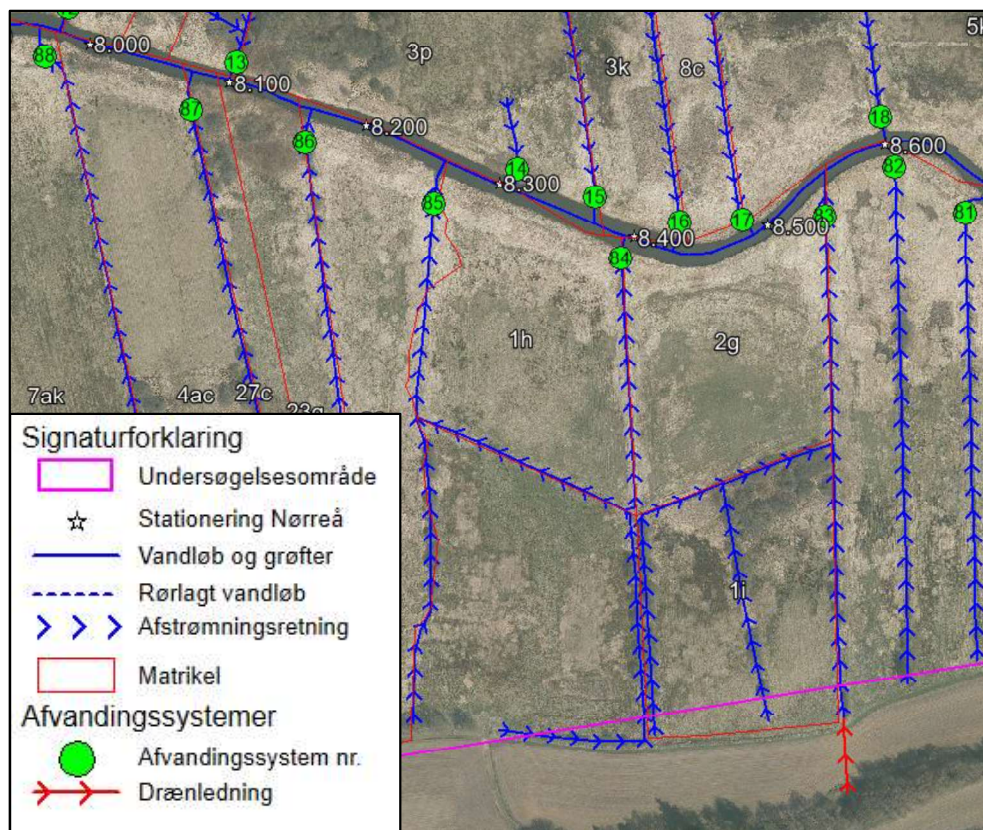 5k
3p
88
8.000
13
3k
8c
8.100
87
18
86
8.200
8.600
14
82
8.300
15
85
16
17
83
81
8.500
84
8.400
1h
2g
7ak
4ac
27c
1i
Signaturforklaring
Undersøgelsesområde
Stationering Nørreå
Vandløb og grøfter
Rørlagt vandløb
Afstrømningsretning
Matrikel
Afvandingssystemer
Afvandingssystem nr.
Drænledning